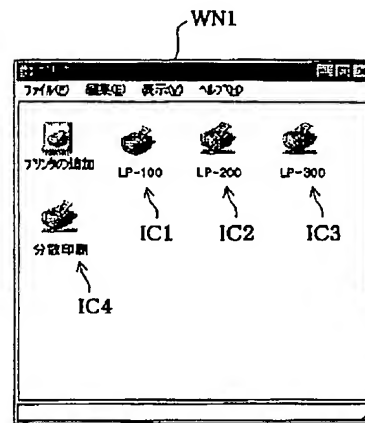 WN1
ファイル(F) 編集(E) 表示(V) ヘルプ(H)
プリンタの追加 LP-100 LP-200 LP-300
IC1 IC2 IC3
分散印刷
IC4